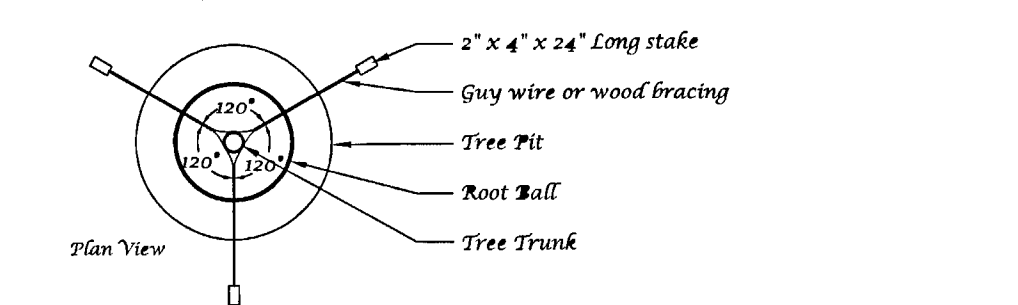 2" x 4" x 24" Long stake
Guy wire or wood bracing
120°
Tree Pit
120° 120°
Root Ball
Tree Trunk
Plan View